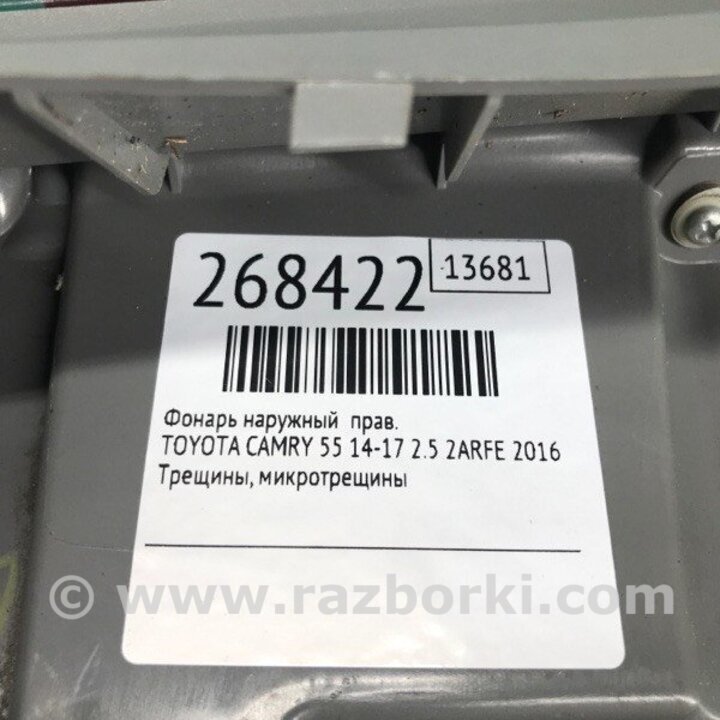 268422
13681
Фонарь наружный прав.
TOYOTA CAMRY 55 14-17 2.5 2ARFE 2016
Трещины, микротрещины
© www.razborki.com